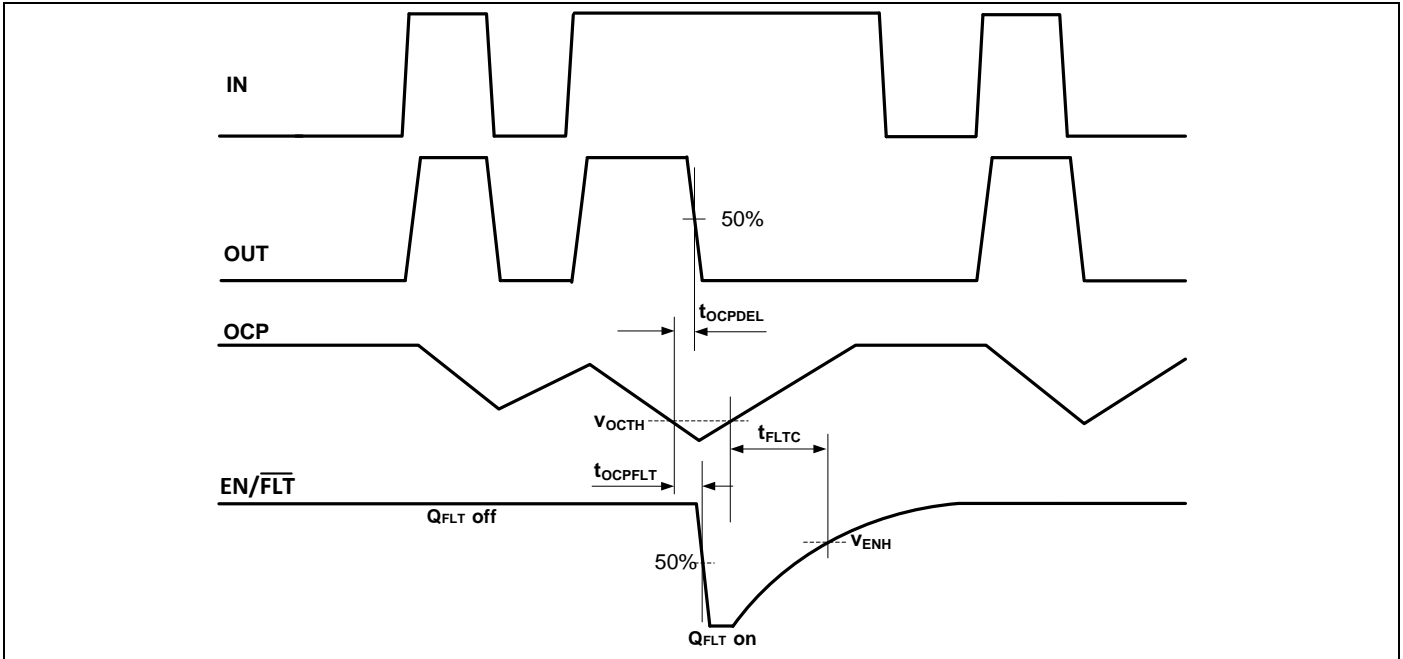 IN
50%
OUT
tOCPDEL
OCP
VOCTH
tFLTC
tOCPFLT
EN/FLT
QFLT off
VENH
50%
QFLT on